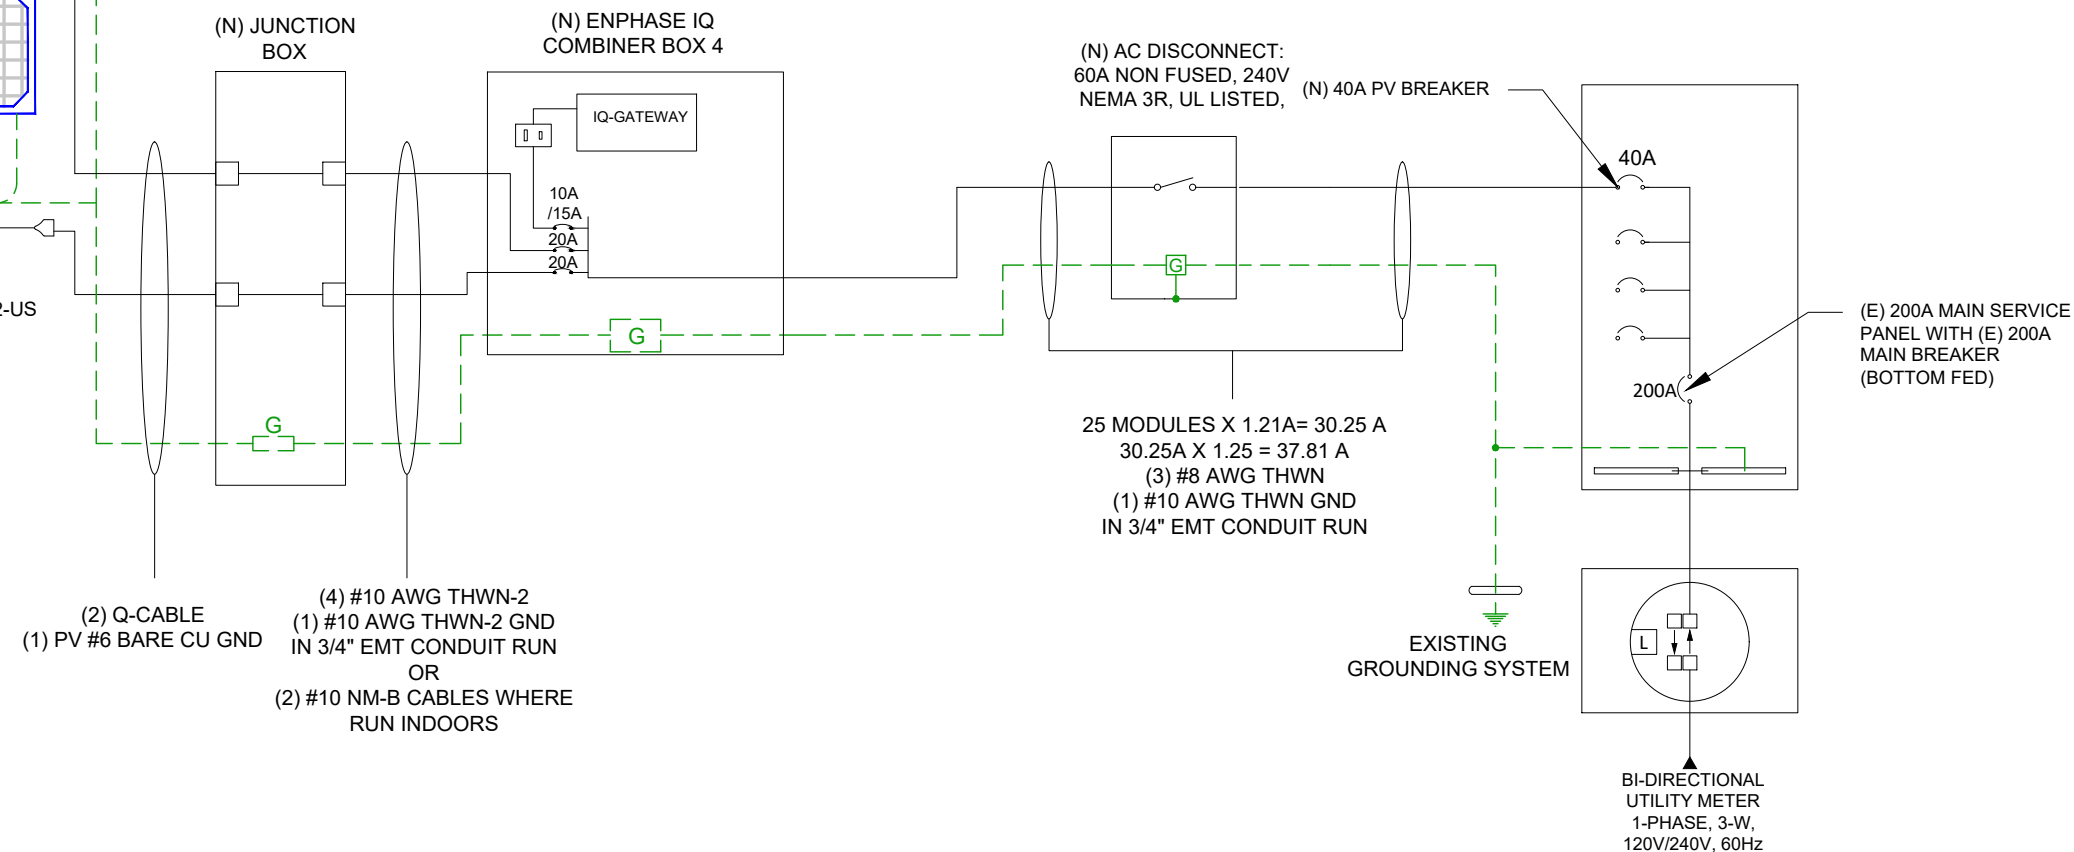 (N) JUNCTION
BOX
(N) ENPHASE IQ
COMBINER BOX 4
IQ-GATEWAY
10A
/15A
20A
20A
G
G
(N) AC DISCONNECT:
60A NON FUSED, 240V
NEMA 3R, UL LISTED,
(N) 40A PV BREAKER
40A
G
200A
(E) 200A MAIN SERVICE
PANEL WITH (E) 200A
MAIN BREAKER
(BOTTOM FED)
2-US
25 MODULES X 1.21A= 30.25 A
30.25A X 1.25 = 37.81 A
(3) #8 AWG THWN
(1) #10 AWG THWN GND
IN 3/4" EMT CONDUIT RUN
(2) Q-CABLE
(1) PV #6 BARE CU GND
(4) #10 AWG THWN-2
(1) #10 AWG THWN-2 GND
IN 3/4" EMT CONDUIT RUN
OR
(2) #10 NM-B CABLES WHERE
RUN INDOORS
EXISTING
GROUNDING SYSTEM
L
BI-DIRECTIONAL
UTILITY METER
1-PHASE, 3-W,
120V/240V, 60Hz